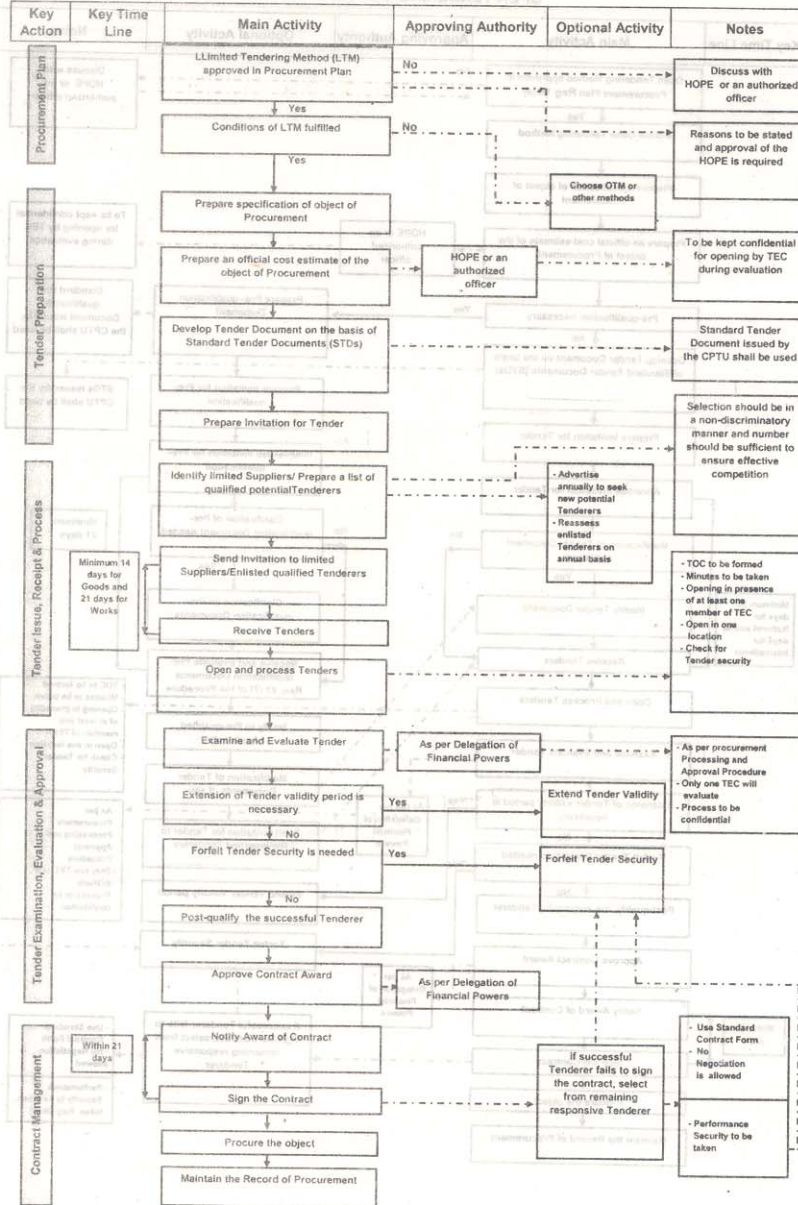 Key Action
Key Time Line
Main Activity
Approving Authority
Optional Activity
Notes
Procurement Plan
LLimited Tendering Method (LTM)
approved in Procurement Plan
No
Discuss with
HOPE or an authorized
officer
Yes
Conditions of LTM fulfilled
No
Reasons to be stated
and approval of the
HOPE is required
Yes
Choose OTM or
other methods
Tender Preparation
Prepare specification of object of
Procurement
Prepare an official cost estimate of the
object of Procurement
HOPE or an
authorized
officer
To be kept confidential
for opening by TEC
during evaluation
Develop Tender Document on the basis of
Standard Tender Documents (STDs)
Standard Tender
Document issued by
the CPTU shall be used
Prepare Invitation for Tender
Selection should be in
a non-discriminatory
manner and number
should be sufficient to
ensure effective
competition
Tender Issue, Receipt & Process
Identify limited Suppliers/ Prepare a list of
qualified potentialTenderers
- Advertise
annually to seek
new potential
Tenderers
- Reassess
enlisted
Tenderers on
annual basis
Minimum 14
days for
Goods and
21 days for
Works
Send Invitation to limited
Suppliers/Enlisted qualified Tenderers
Receive Tenders
Open and process Tenders
- TOC to be formed
- Minutes to be taken
- Opening in presence
of at least one
member of TEC
- Open in one
location
- Check for
Tender security
Tender Examination, Evaluation & Approval
Examine and Evaluate Tender
As per Delegation of
Financial Powers
- As per procurement
Processing and
Approval Procedure
- Only one TEC will
evaluate
- Process to be
confidential
Extension of Tender validity period is
necessary
Yes
Extend Tender Validity
No
Forfeit Tender Security is needed
Yes
Forfeit Tender Security
No
Post-qualify the successful Tenderer
Approve Contract Award
As per Delegation of
Financial Powers
Contract Management
Within 21
days
Notify Award of Contract
Sign the Contract
if successful
Tenderer fails to sign
the contract, select
from remaining
responsive Tenderer
- Use Standard
Contract Form
- No
Negotiation
is allowed
- Performance
Security to be
taken
Procure the object
Maintain the Record of Procurement